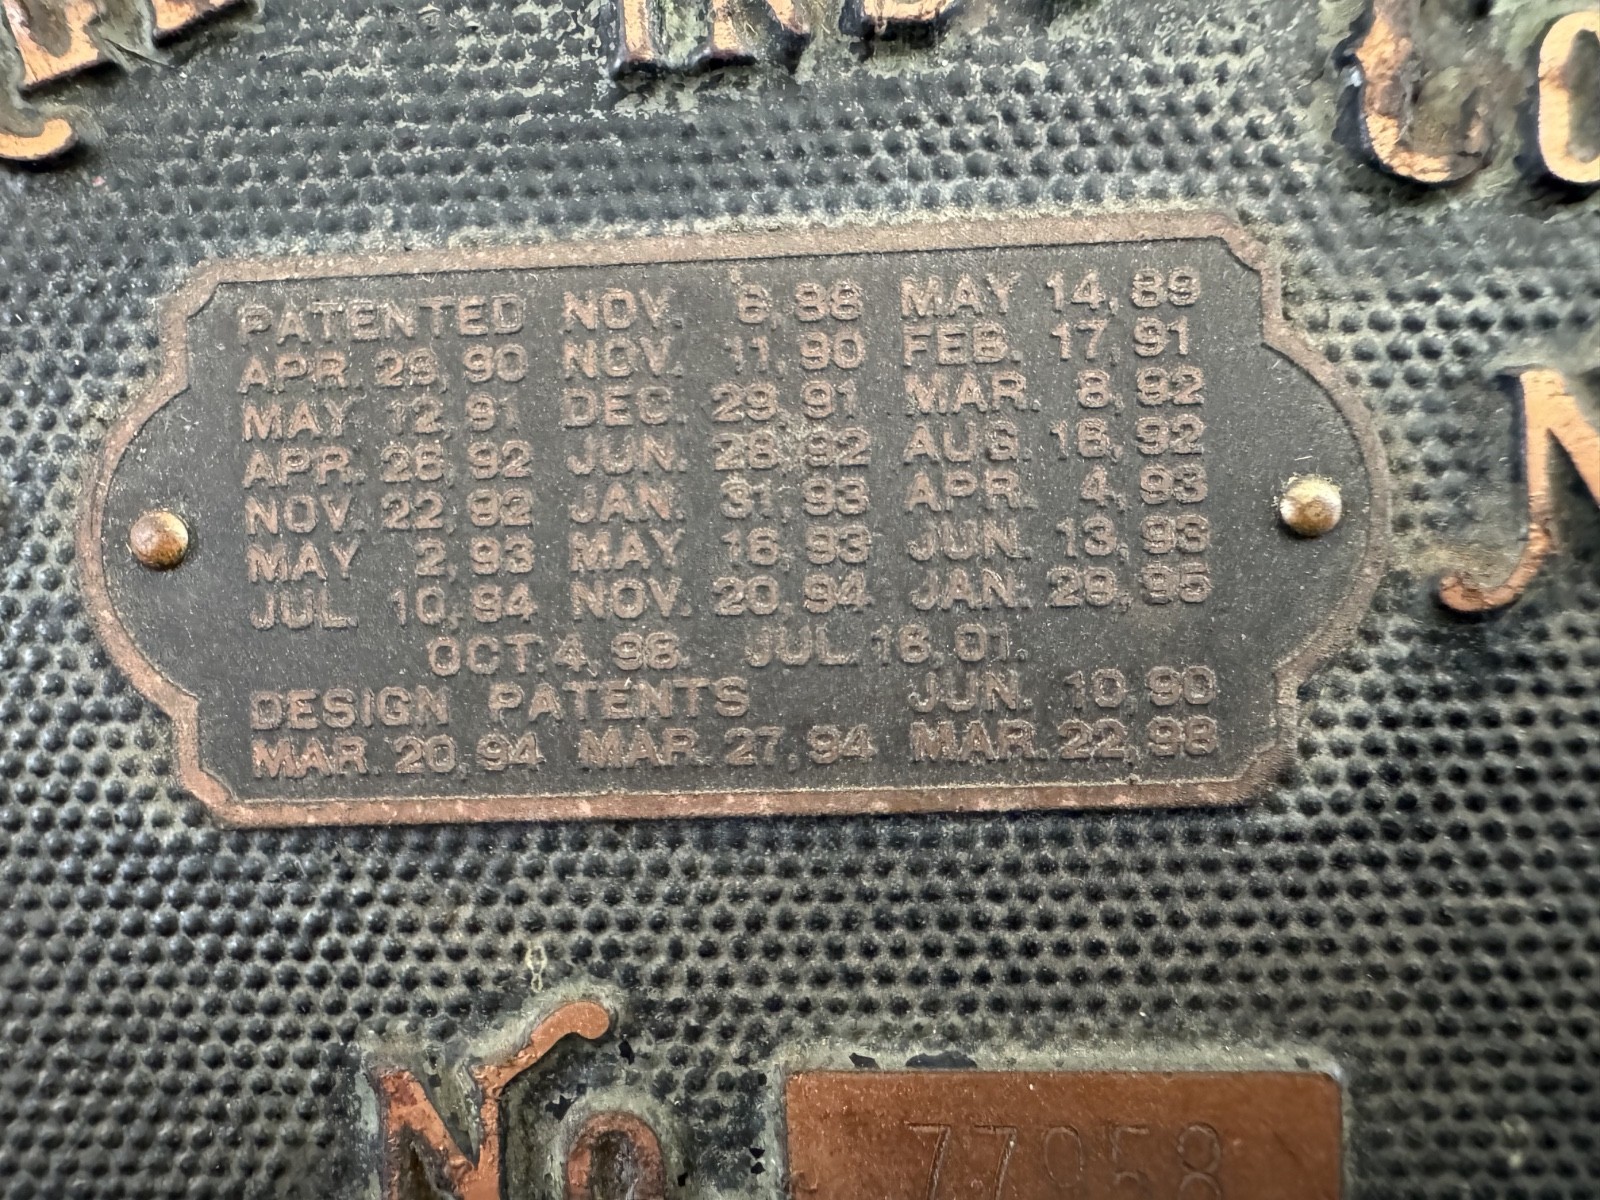 PATENTED NOV. 6, 88 MAY 14, 89
APR. 29, 90 NOV. 11, 90 FEB. 17, 91
MAY 12, 91 DEC. 29, 91 MAR. 8, 92
APR. 26, 92 JUN. 28, 92 AUG. 16, 92
NOV. 22, 92 JAN. 31, 93 APR. 4, 93
MAY 2, 93 MAY 16, 93 JUN. 13, 93
JUL. 10, 94 NOV. 20, 94 JAN. 29, 95
OCT. 4, 98. JUL. 16, 01.
DESIGN PATENTS JUN. 10, 90
MAR. 20, 94 MAR. 27, 94 MAR. 22, 98
No 77058